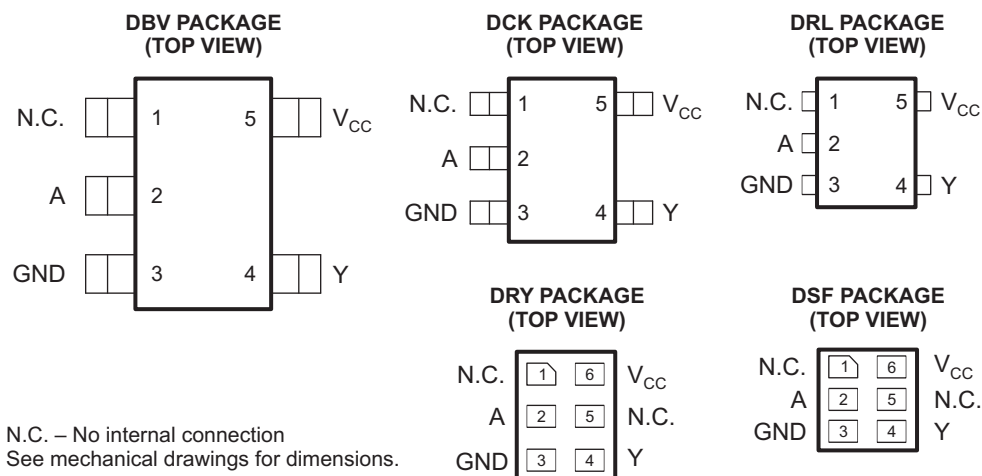 DBV PACKAGE
(TOP VIEW)
N.C. 1 5 VCC
A 2
GND 3 4 Y
DCK PACKAGE
(TOP VIEW)
N.C. 1 5 VCC
A 2
GND 3 4 Y
DRL PACKAGE
(TOP VIEW)
N.C. 1 5 VCC
A 2
GND 3 4 Y
DRY PACKAGE
(TOP VIEW)
N.C. 1 6 VCC
A 2 5 N.C.
GND 3 4 Y
DSF PACKAGE
(TOP VIEW)
N.C. 1 6 VCC
A 2 5 N.C.
GND 3 4 Y
N.C. – No internal connection
See mechanical drawings for dimensions.